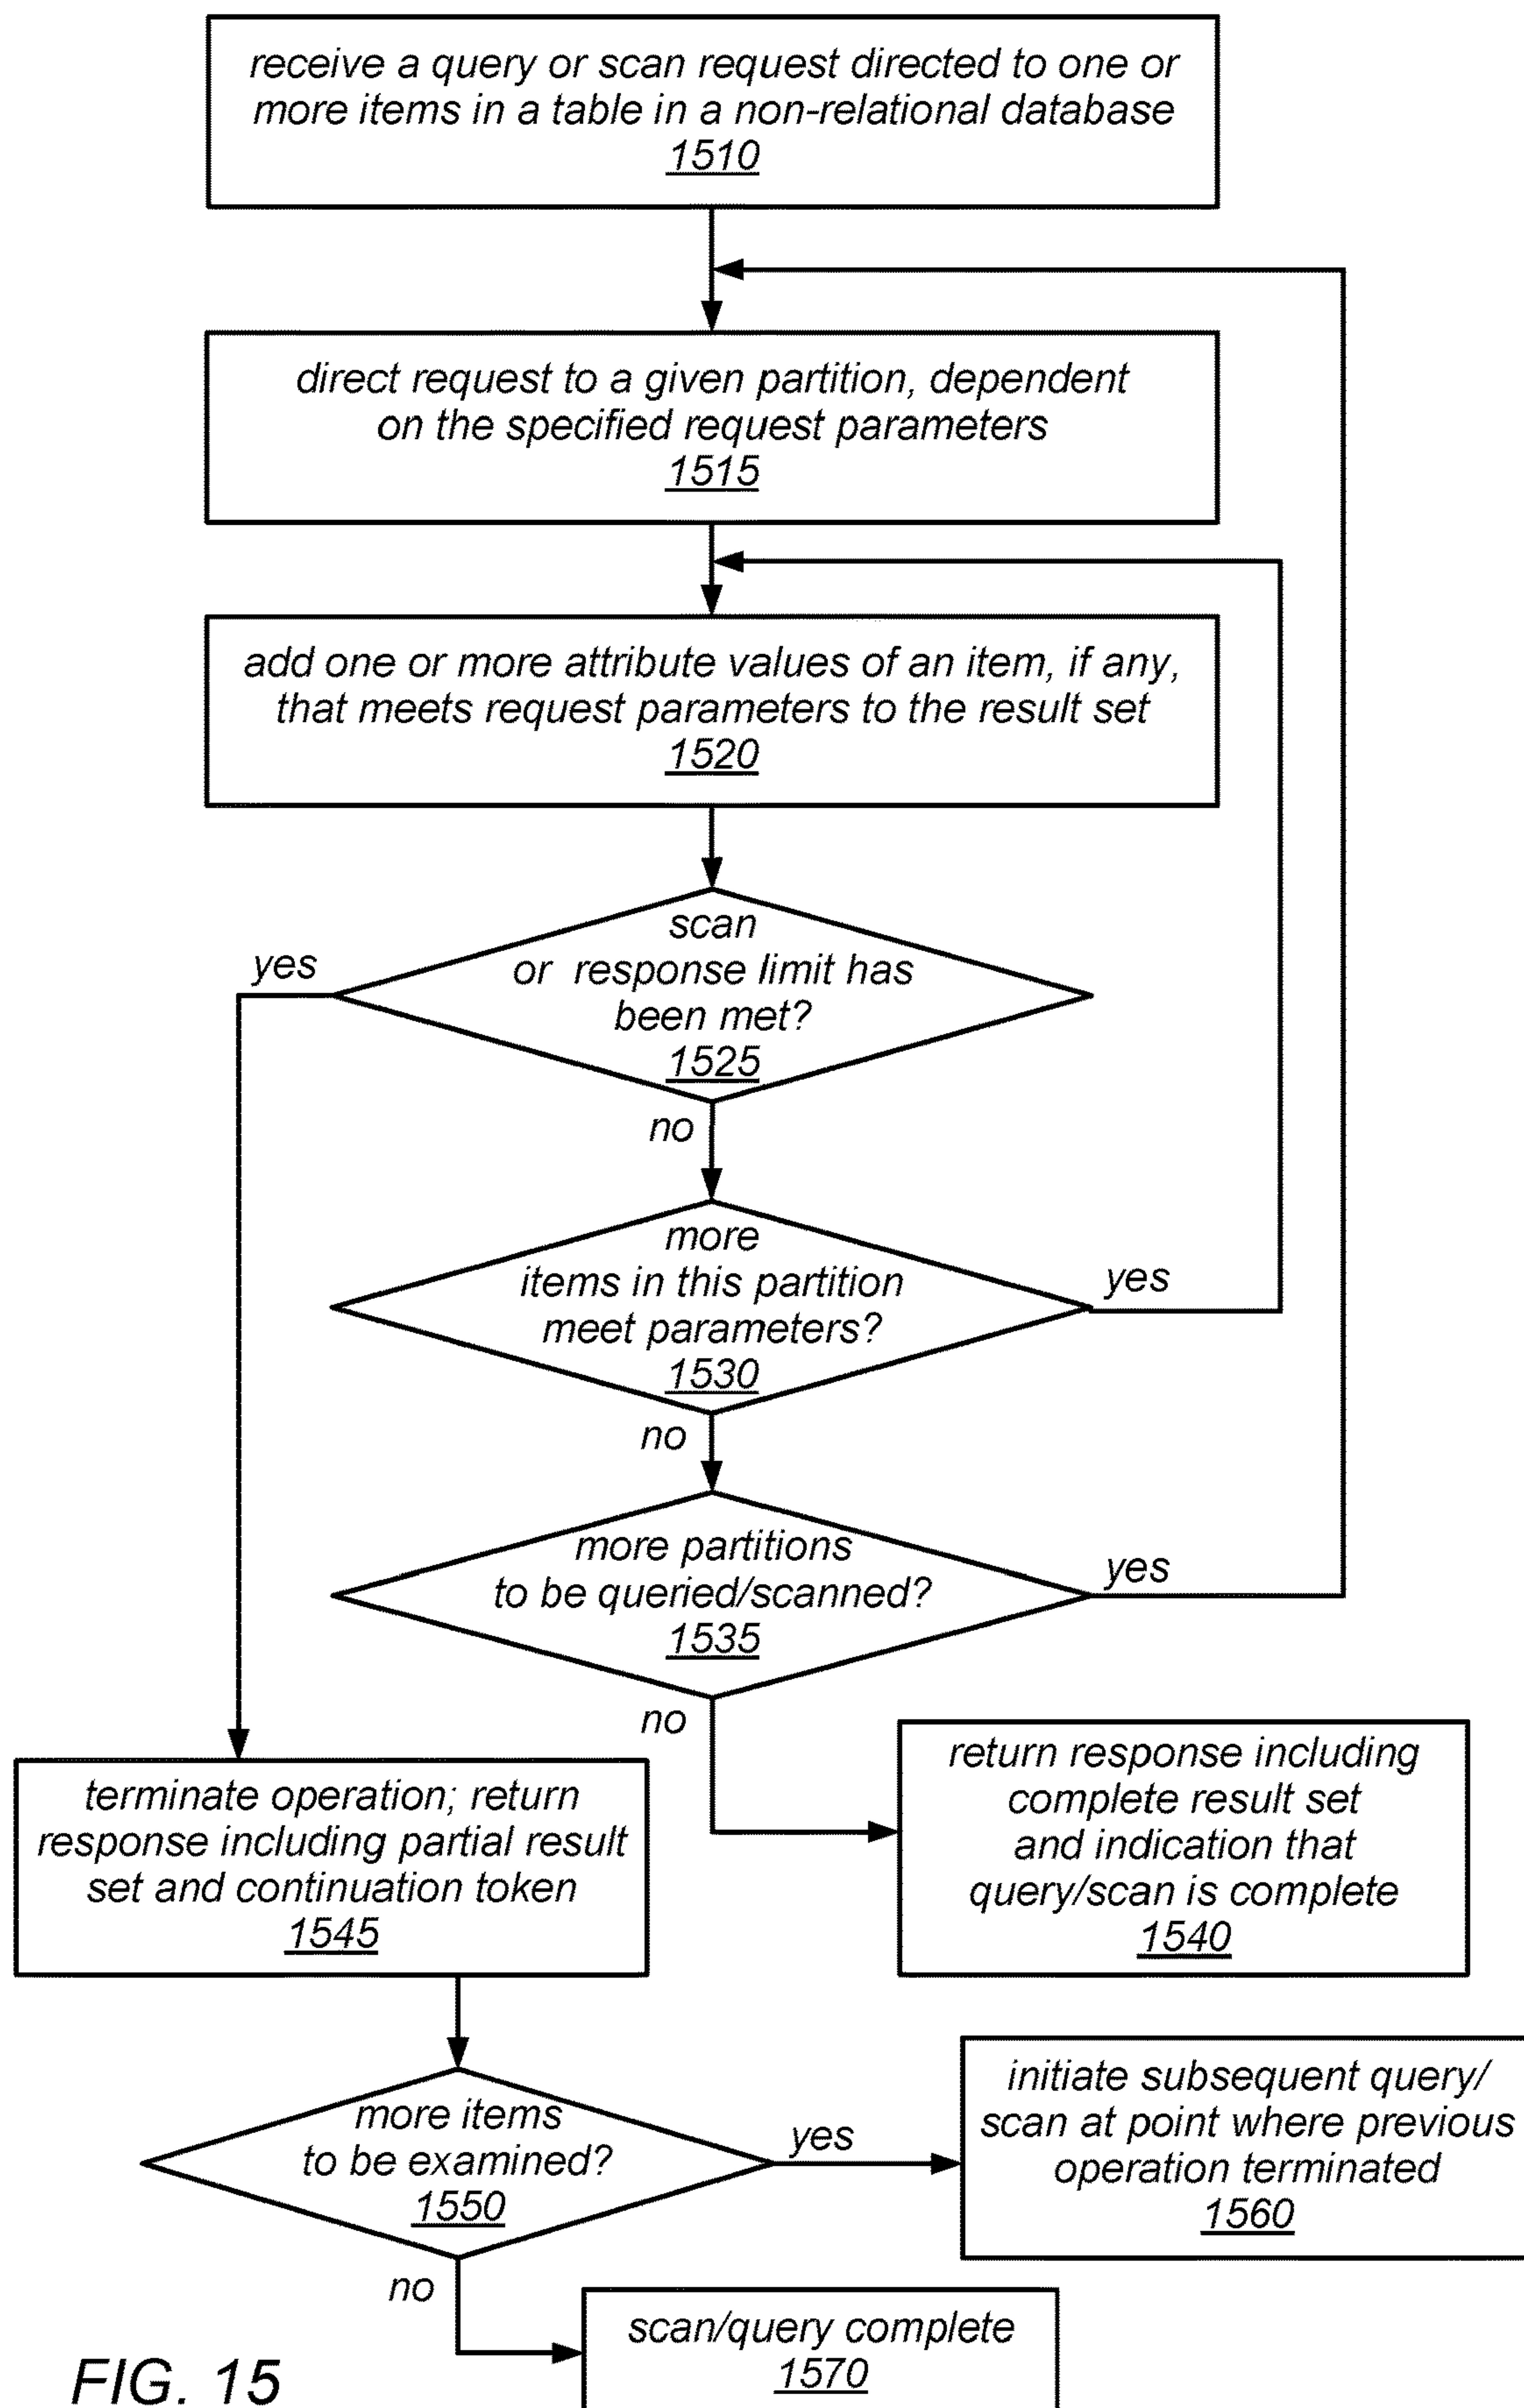 receive a query or scan request directed to one or
more items in a table in a non-relational database
1510
direct request to a given partition, dependent
on the specified request parameters
1515
add one or more attribute values of an item, if any,
that meets request parameters to the result set
1520
scan
or response limit has
been met?
1525
yes
no
more
items in this partition
meet parameters?
1530
yes
no
more partitions
to be queried/scanned?
1535
yes
no
return response including
complete result set
and indication that
query/scan is complete
1540
terminate operation; return
response including partial result
set and continuation token
1545
more items
to be examined?
1550
yes
initiate subsequent query/
scan at point where previous
operation terminated
1560
no
scan/query complete
1570
FIG. 15